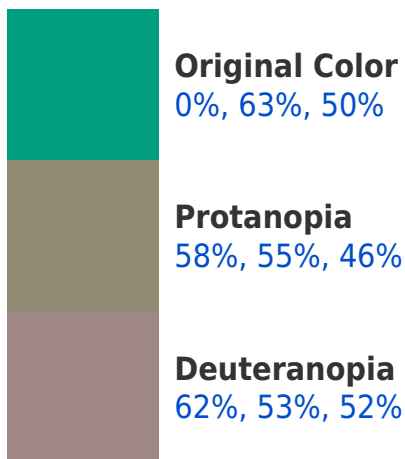 Original Color
0%, 63%, 50%
Protanopia
58%, 55%, 46%
Deuteranopia
62%, 53%, 52%